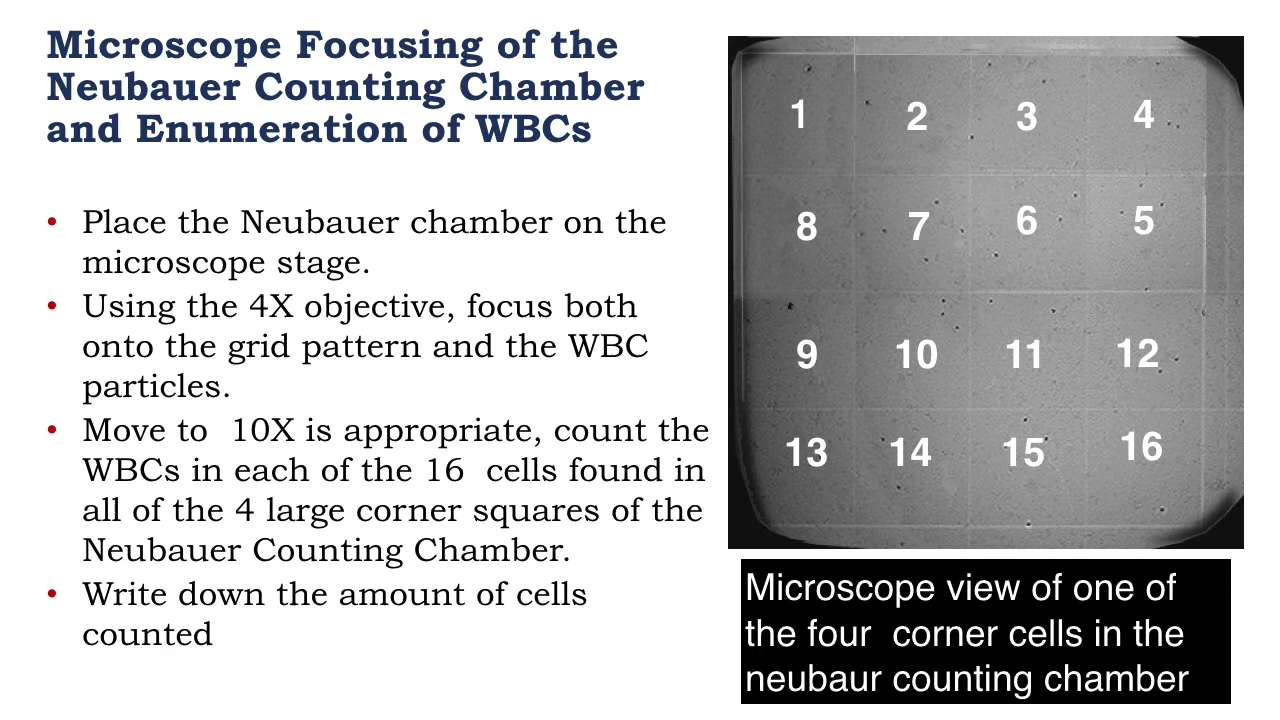 Microscope Focusing of the
Neubauer Counting Chamber
and Enumeration of WBCs
• Place the Neubauer chamber on the
microscope stage.
• Using the 4X objective, focus both
onto the grid pattern and the WBC
particles.
• Move to  10X is appropriate, count the
WBCs in each of the 16  cells found in
all of the 4 large corner squares of the
Neubauer Counting Chamber.
• Write down the amount of cells
counted
1 2 3 4
8 7 6 5
9 10 11 12
13 14 15 16
Microscope view of one of
the four  corner cells in the
neubaur counting chamber